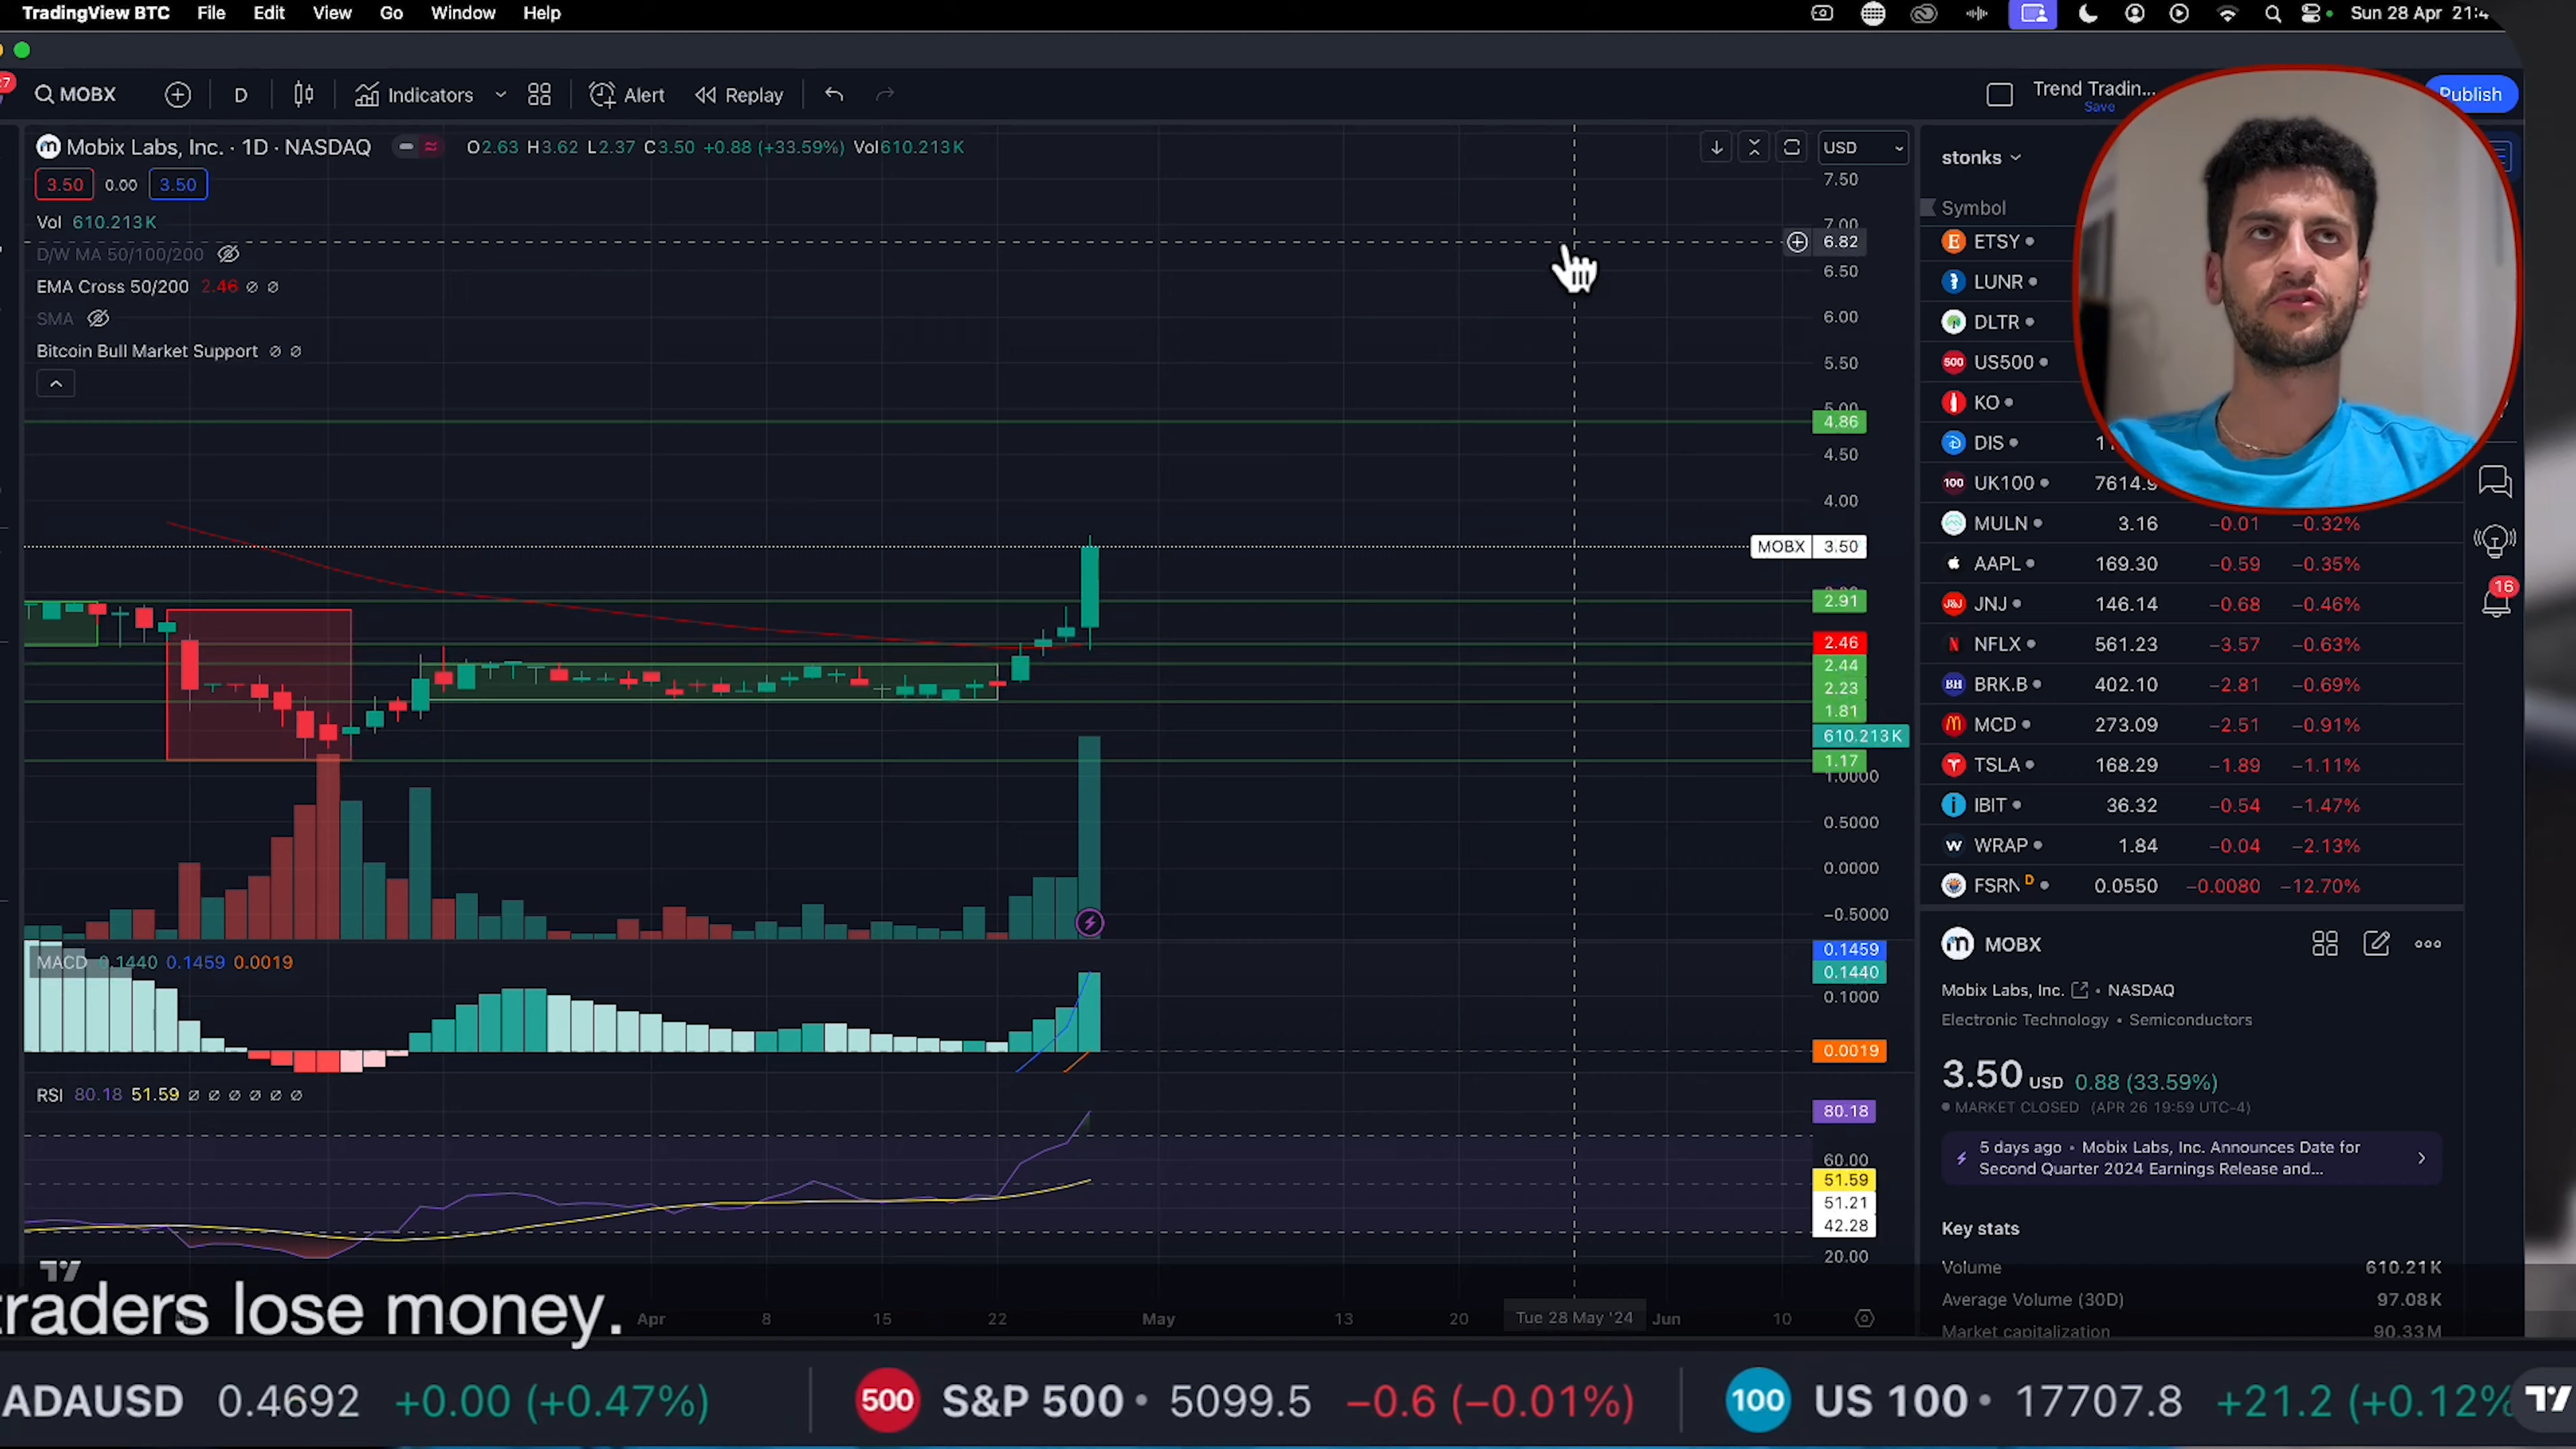 TradingView BTC File Edit View Go Window Help
Sun 28 Apr 21:4
27
MOBX D Indicators Alert Replay
Trend Tradin...
Save
Publish
Mobix Labs, Inc. · 1D · NASDAQ O2.63 H3.62 L2.37 C3.50 +0.88 (+33.59%) Vol610.213K
USD
3.50 0.00 3.50
Vol 610.213K
D/W MA 50/100/200
EMA Cross 50/200 2.46 ∅ ∅
SMA
Bitcoin Bull Market Support ∅ ∅
7.50
7.00
6.82
6.50
6.00
5.50
5.00
4.86
4.50
4.00
MOBX 3.50
2.91
2.46
2.44
2.23
1.81
610.213K
1.17
1.0000
0.5000
0.0000
−0.5000
MACD 0.1440 0.1459 0.0019
0.1459
0.1440
0.1000
0.0019
RSI 80.18 51.59 ∅ ∅ ∅ ∅ ∅ ∅
80.18
60.00
51.59
51.21
42.28
20.00
Apr 8 15 22 May 13 20 Tue 28 May '24 Jun 10
stonks
Symbol
ETSY
LUNR
DLTR
500 US500
KO
DIS 1
100 UK100 7614.9
MULN 3.16 −0.01 −0.32%
AAPL 169.30 −0.59 −0.35%
J&J JNJ 146.14 −0.68 −0.46%
N NFLX 561.23 −3.57 −0.63%
BH BRK.B 402.10 −2.81 −0.69%
MCD 273.09 −2.51 −0.91%
TSLA 168.29 −1.89 −1.11%
IBIT 36.32 −0.54 −1.47%
W WRAP 1.84 −0.04 −2.13%
FSRN D 0.0550 −0.0080 −12.70%
16
m MOBX
Mobix Labs, Inc. • NASDAQ
Electronic Technology • Semiconductors
3.50 USD 0.88 (33.59%)
MARKET CLOSED (APR 26 19:59 UTC-4)
5 days ago • Mobix Labs, Inc. Announces Date for
Second Quarter 2024 Earnings Release and...
Key stats
Volume 610.21K
Average Volume (30D) 97.08K
Market capitalization 90.33M
traders lose money.
ADAUSD 0.4692 +0.00 (+0.47%) 500 S&P 500 • 5099.5 −0.6 (−0.01%) 100 US 100 • 17707.8 +21.2 (+0.12%